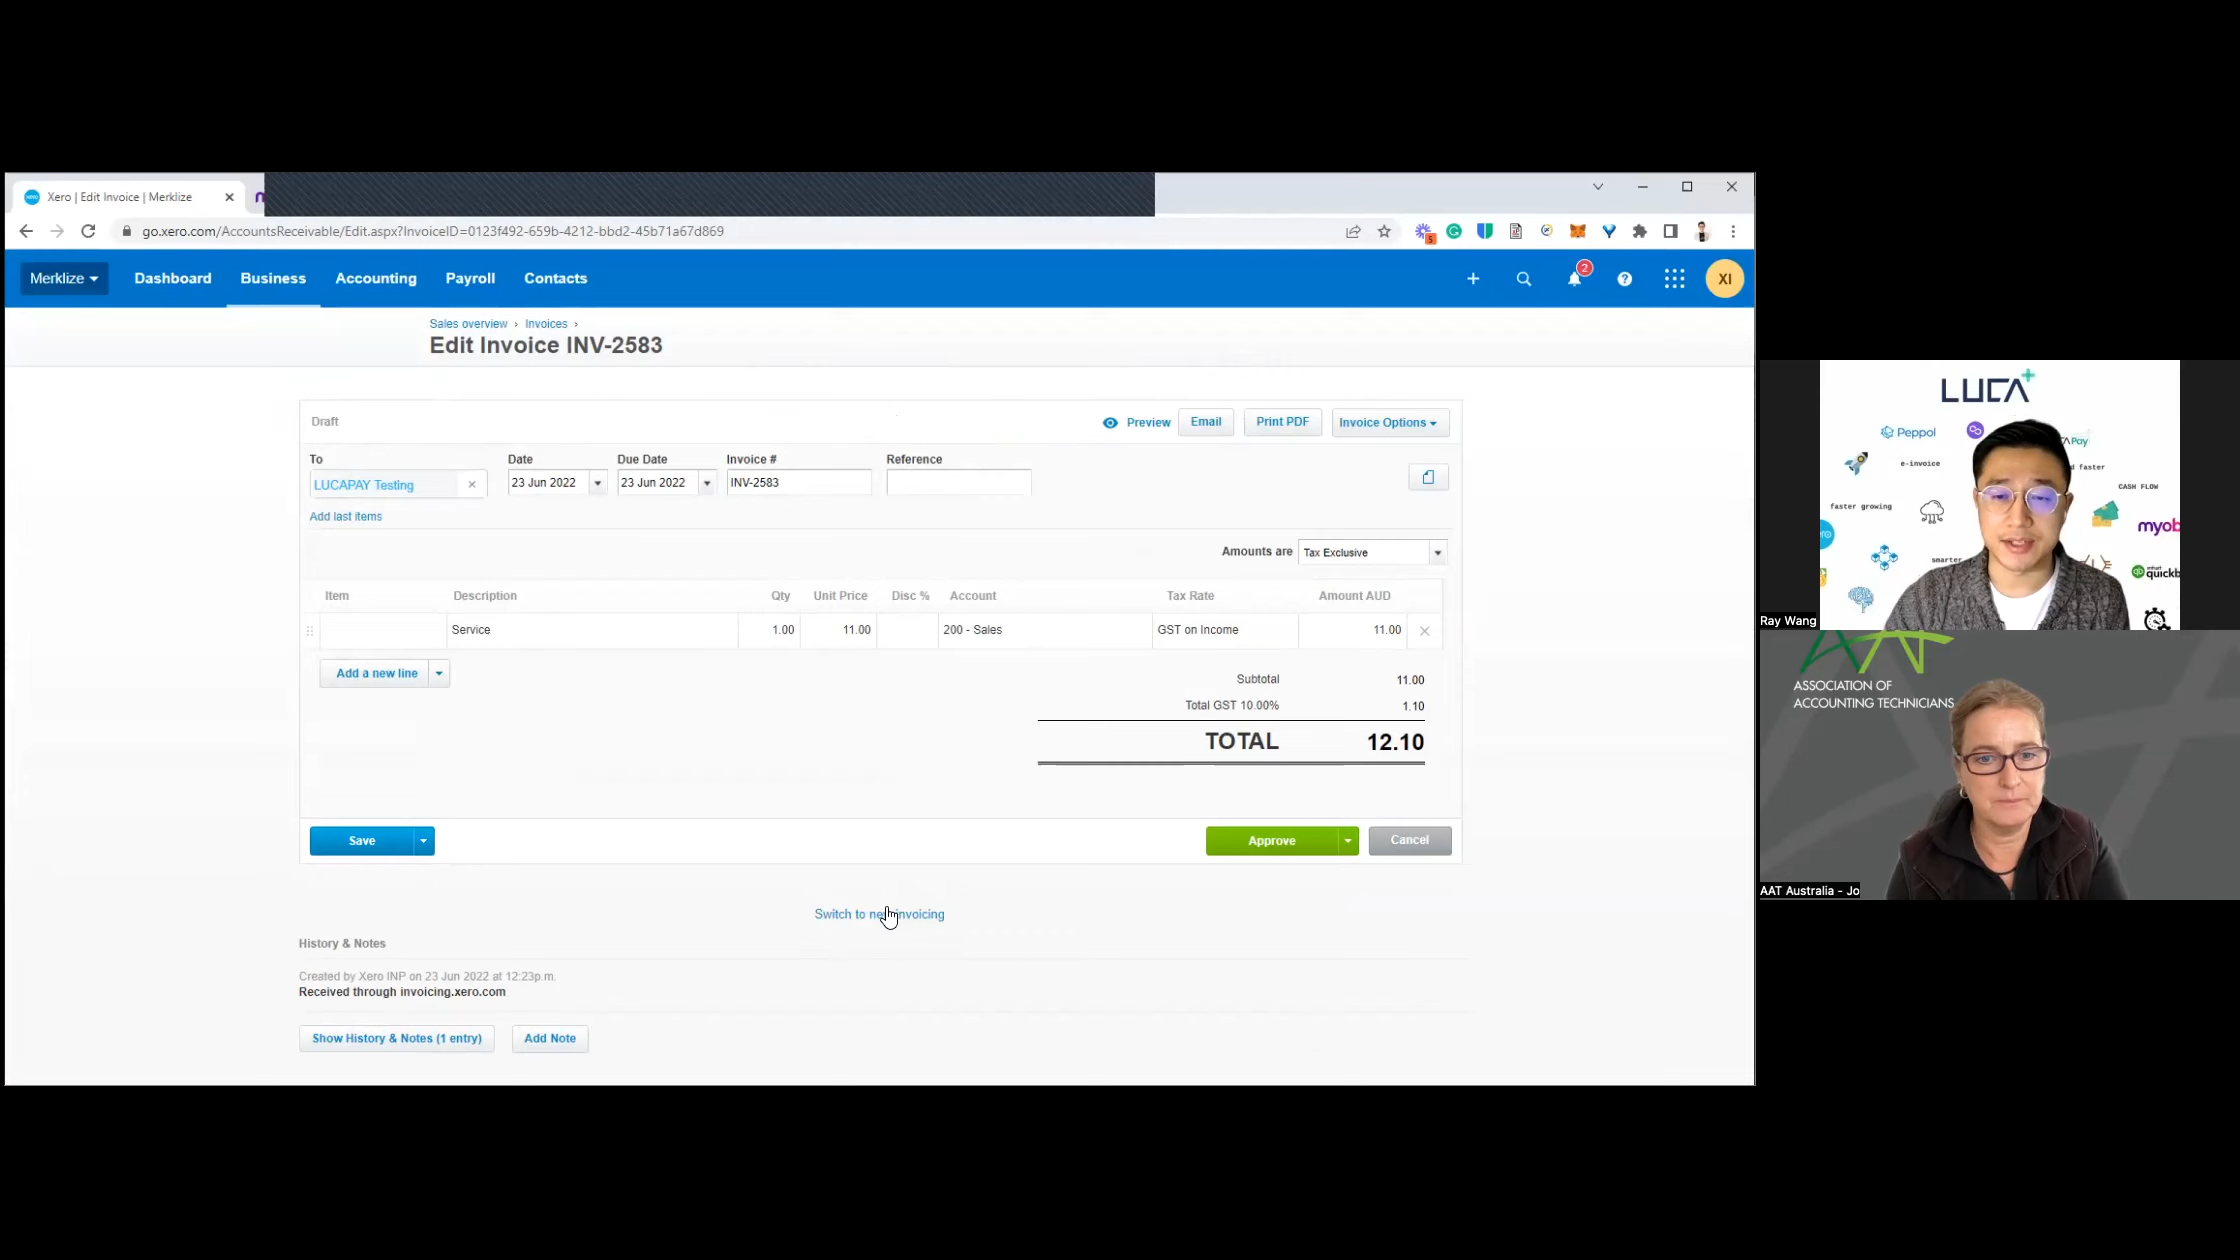 Xero | Edit Invoice | Merklize
go.xero.com/AccountsReceivable/Edit.aspx?InvoiceID=0123f492-659b-4212-bbd2-45b71a67d869
5
Merklize Dashboard Business Accounting Payroll Contacts 2 XI
Sales overview › Invoices ›
Edit Invoice INV-2583
Draft Preview Email Print PDF Invoice Options
To Date Due Date Invoice # Reference
LUCAPAY Testing 23 Jun 2022 23 Jun 2022 INV-2583
Add last items
Amounts are Tax Exclusive
Item Description Qty Unit Price Disc % Account Tax Rate Amount AUD
Service 1.00 11.00 200 - Sales GST on Income 11.00
Add a new line
Subtotal 11.00
Total GST 10.00% 1.10
TOTAL 12.10
Save Approve Cancel
Switch to invoicing
History & Notes
Created by Xero INP on 23 Jun 2022 at 12:23p.m.
Received through invoicing.xero.com
Show History & Notes (1 entry) Add Note
LUCA+
Peppol
Pay
e-invoice
faster
CASH FLOW
faster growing
myob
smarter
quickb
Ray Wang
AAT
ASSOCIATION OF
ACCOUNTING TECHNICIANS
AAT Australia - Jo